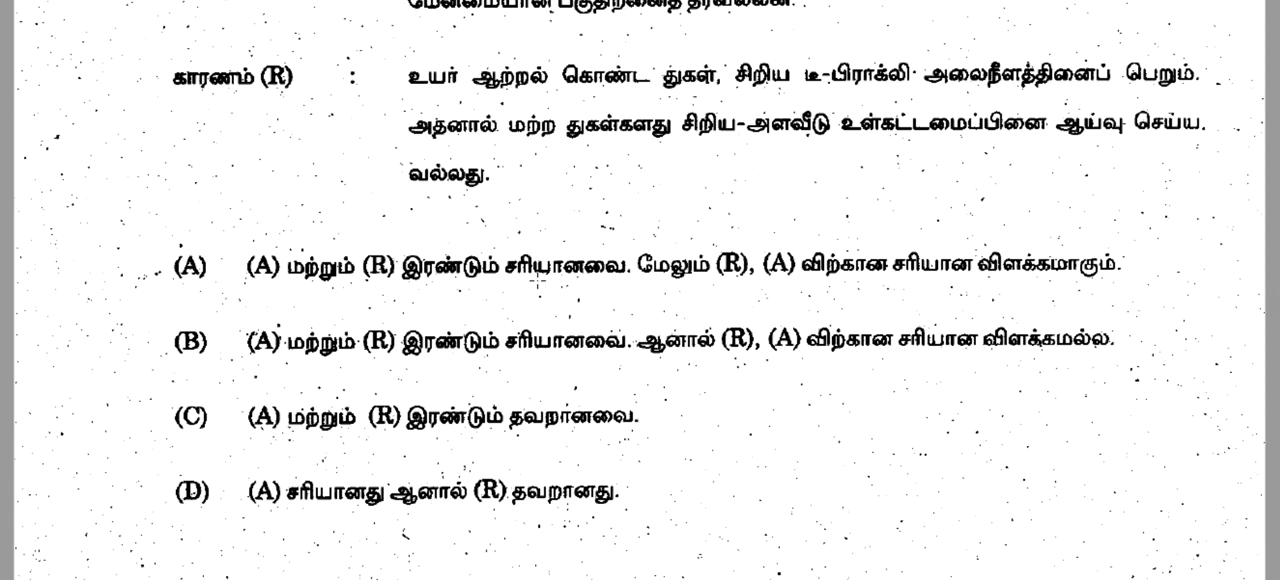 காரணம் (R) : உயர் ஆற்றல் கொண்ட துகள், சிறிய டீ-பிராக்லி அலைநீளத்தினைப் பெறும்.
அதனால் மற்ற துகள்களது சிறிய-அளவீடு உள்கட்டமைப்பினை ஆய்வு செய்ய
வல்லது.
(A) (A) மற்றும் (R) இரண்டும் சரியானவை. மேலும் (R), (A) விற்கான சரியான விளக்கமாகும்.
(B) (A) மற்றும் (R) இரண்டும் சரியானவை. ஆனால் (R), (A) விற்கான சரியான விளக்கமல்ல.
(C) (A) மற்றும் (R) இரண்டும் தவறானவை.
(D) (A) சரியானது ஆனால் (R) தவறானது.